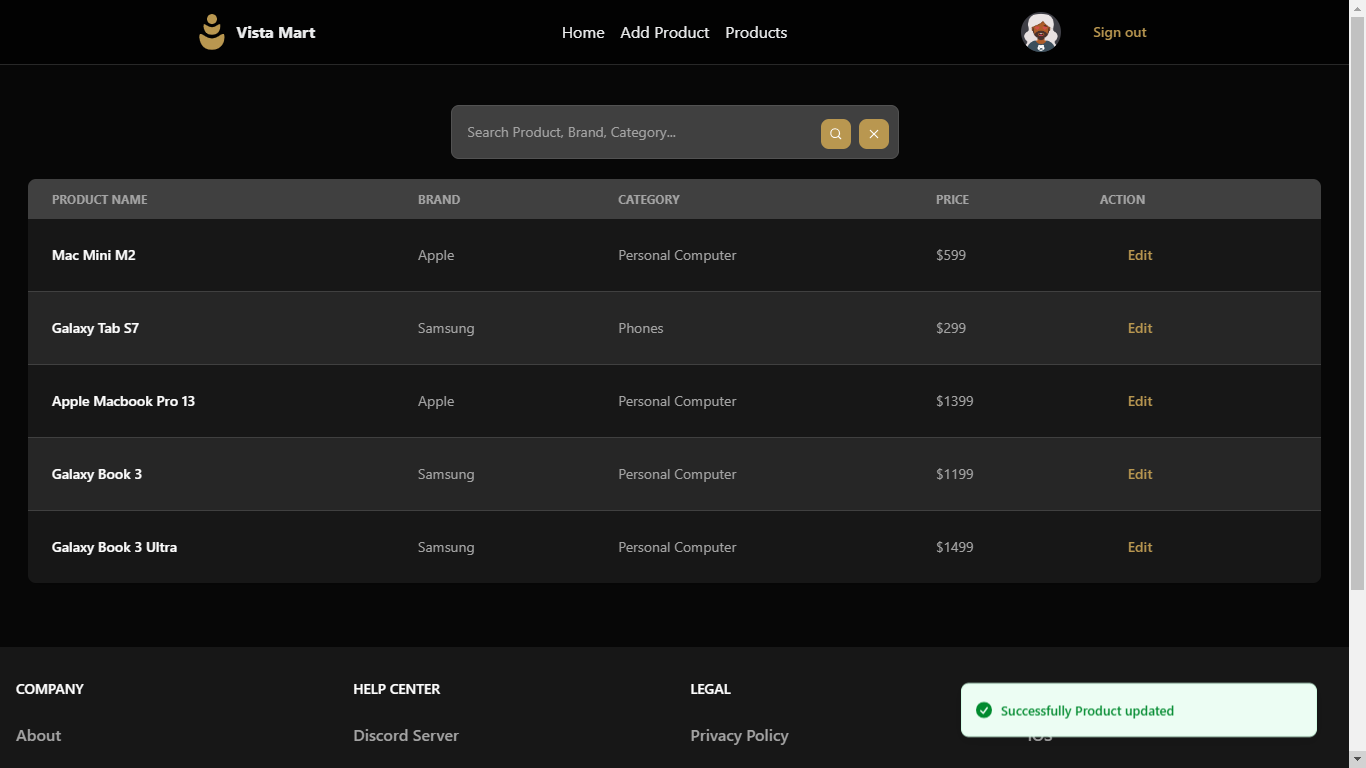 Vista Mart Home Add Product Products Sign out
Search Product, Brand, Category...
PRODUCT NAME BRAND CATEGORY PRICE ACTION
Mac Mini M2 Apple Personal Computer $599 Edit
Galaxy Tab S7 Samsung Phones $299 Edit
Apple Macbook Pro 13 Apple Personal Computer $1399 Edit
Galaxy Book 3 Samsung Personal Computer $1199 Edit
Galaxy Book 3 Ultra Samsung Personal Computer $1499 Edit
COMPANY HELP CENTER LEGAL
Successfully Product updated
About Discord Server Privacy Policy